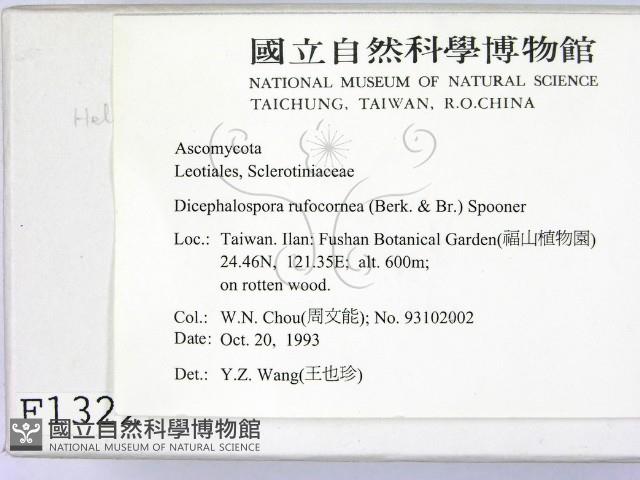 國立自然科學博物館
NATIONAL MUSEUM OF NATURAL SCIENCE
TAICHUNG, TAIWAN, R.O.CHINA
Hel
Ascomycota
Leotiales, Sclerotiniaceae
Dicephalospora rufocornea (Berk. & Br.) Spooner
Loc.: Taiwan. Ilan: Fushan Botanical Garden(福山植物園)
24.46N, 121.35E; alt. 600m;
on rotten wood.
Col.: W.N. Chou(周文能); No. 93102002
Date: Oct. 20, 1993
Det.: Y.Z. Wang(王也珍)
F132
國立自然科學博物館
NATIONAL MUSEUM OF NATURAL SCIENCE